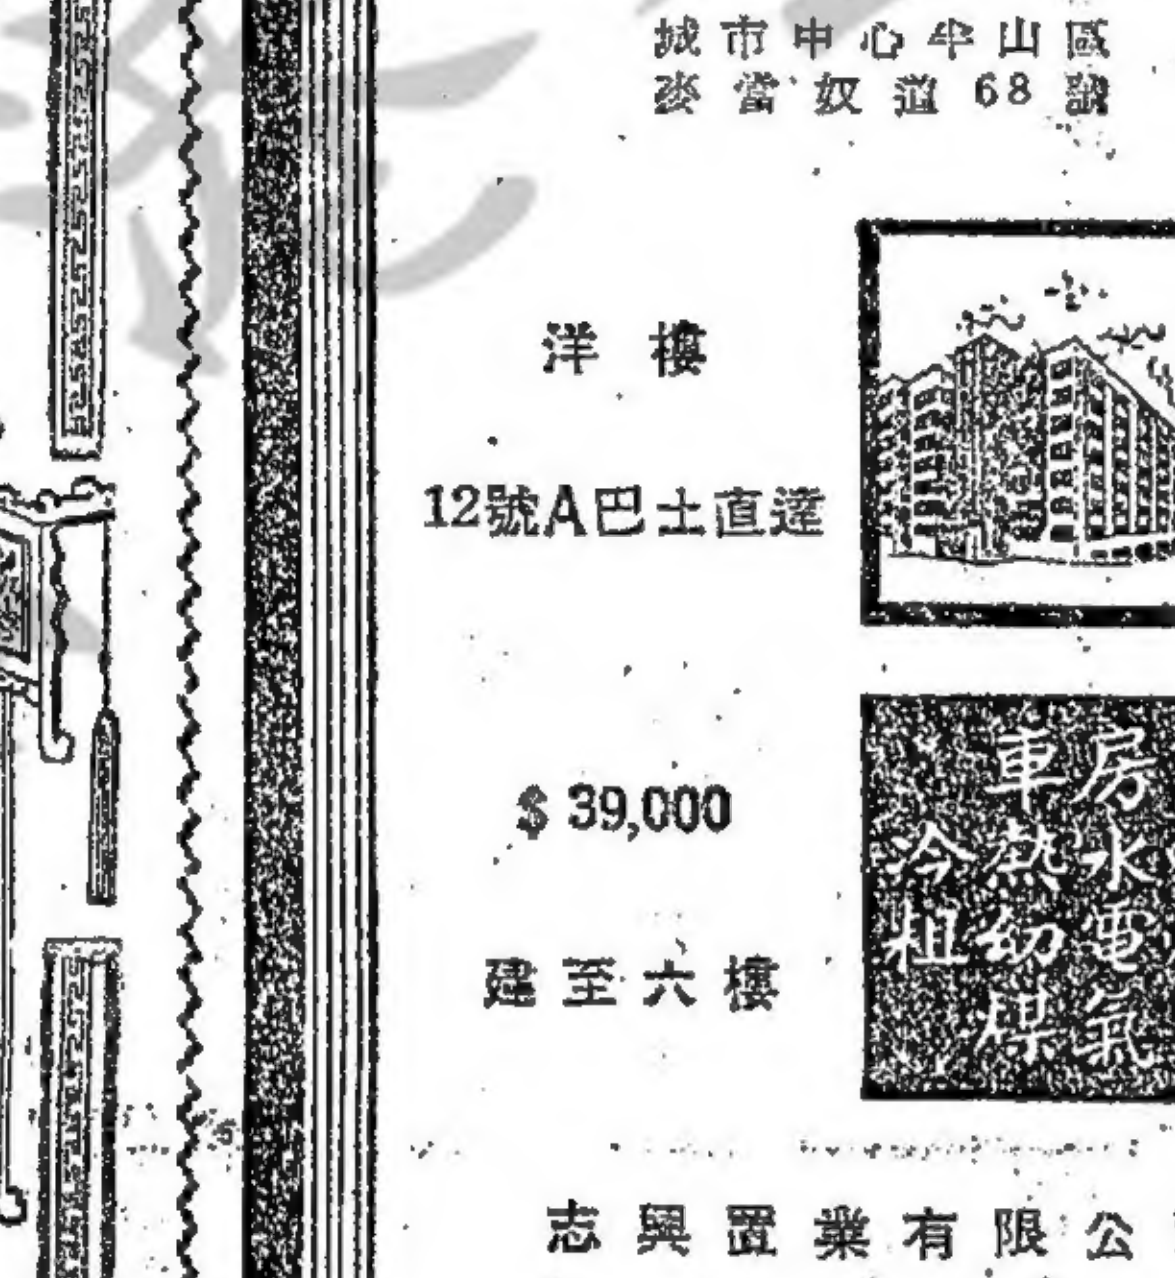 城市中心半山區
麥當奴道68號
洋樓
12號A巴士直達
$ 39,000
建至六樓
車房
冷熱水
租幼電
煤氣
志興置業有限公